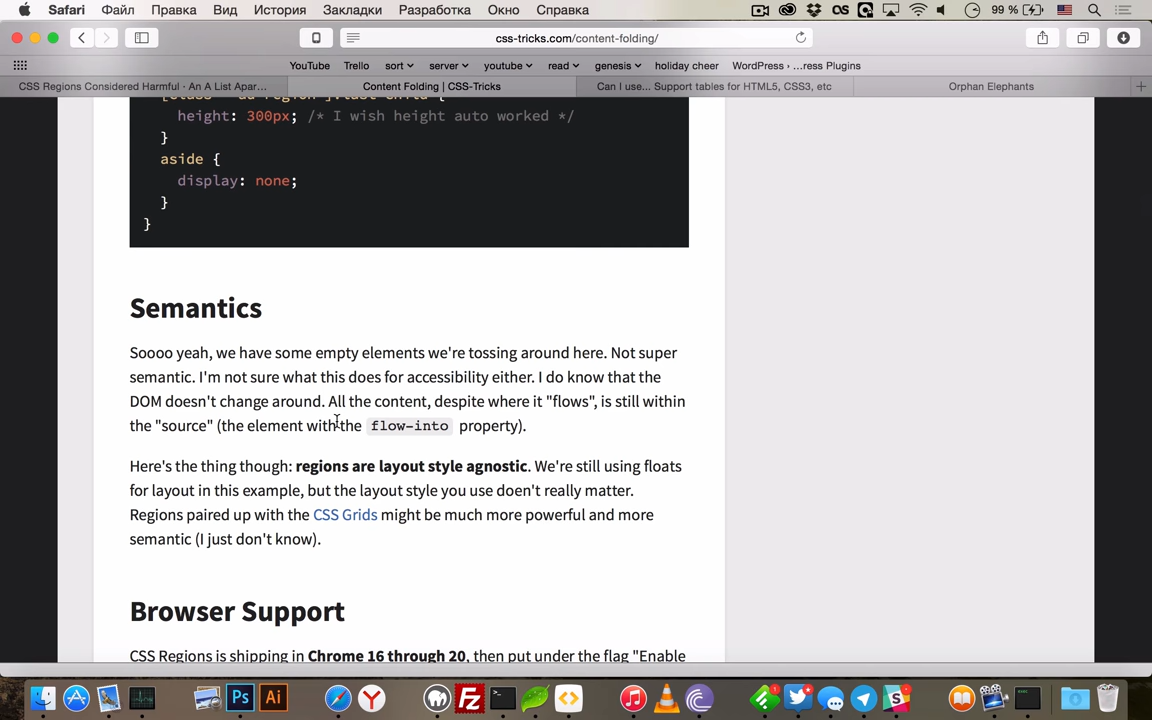 Safari Файл Правка Вид История Закладки Разработка Окно Справка 99 %
css-tricks.com/content-folding/
YouTube Trello sort server youtube read genesis holiday cheer WordPress › ...ress Plugins
CSS Regions Considered Harmful · An A List Apar... Content Folding | CSS-Tricks Can I use... Support tables for HTML5, CSS3, etc Orphan Elephants
height: 300px; /* I wish height auto worked */
}
aside {
display: none;
}
}
Semantics
Soooo yeah, we have some empty elements we're tossing around here. Not super
semantic. I'm not sure what this does for accessibility either. I do know that the
DOM doesn't change around. All the content, despite where it "flows", is still within
the "source" (the element with the flow-into property).
Here's the thing though: regions are layout style agnostic. We're still using floats
for layout in this example, but the layout style you use doen't really matter.
Regions paired up with the CSS Grids might be much more powerful and more
semantic (I just don't know).
Browser Support
CSS Regions is shipping in Chrome 16 through 20, then put under the flag "Enable
Ps Ai